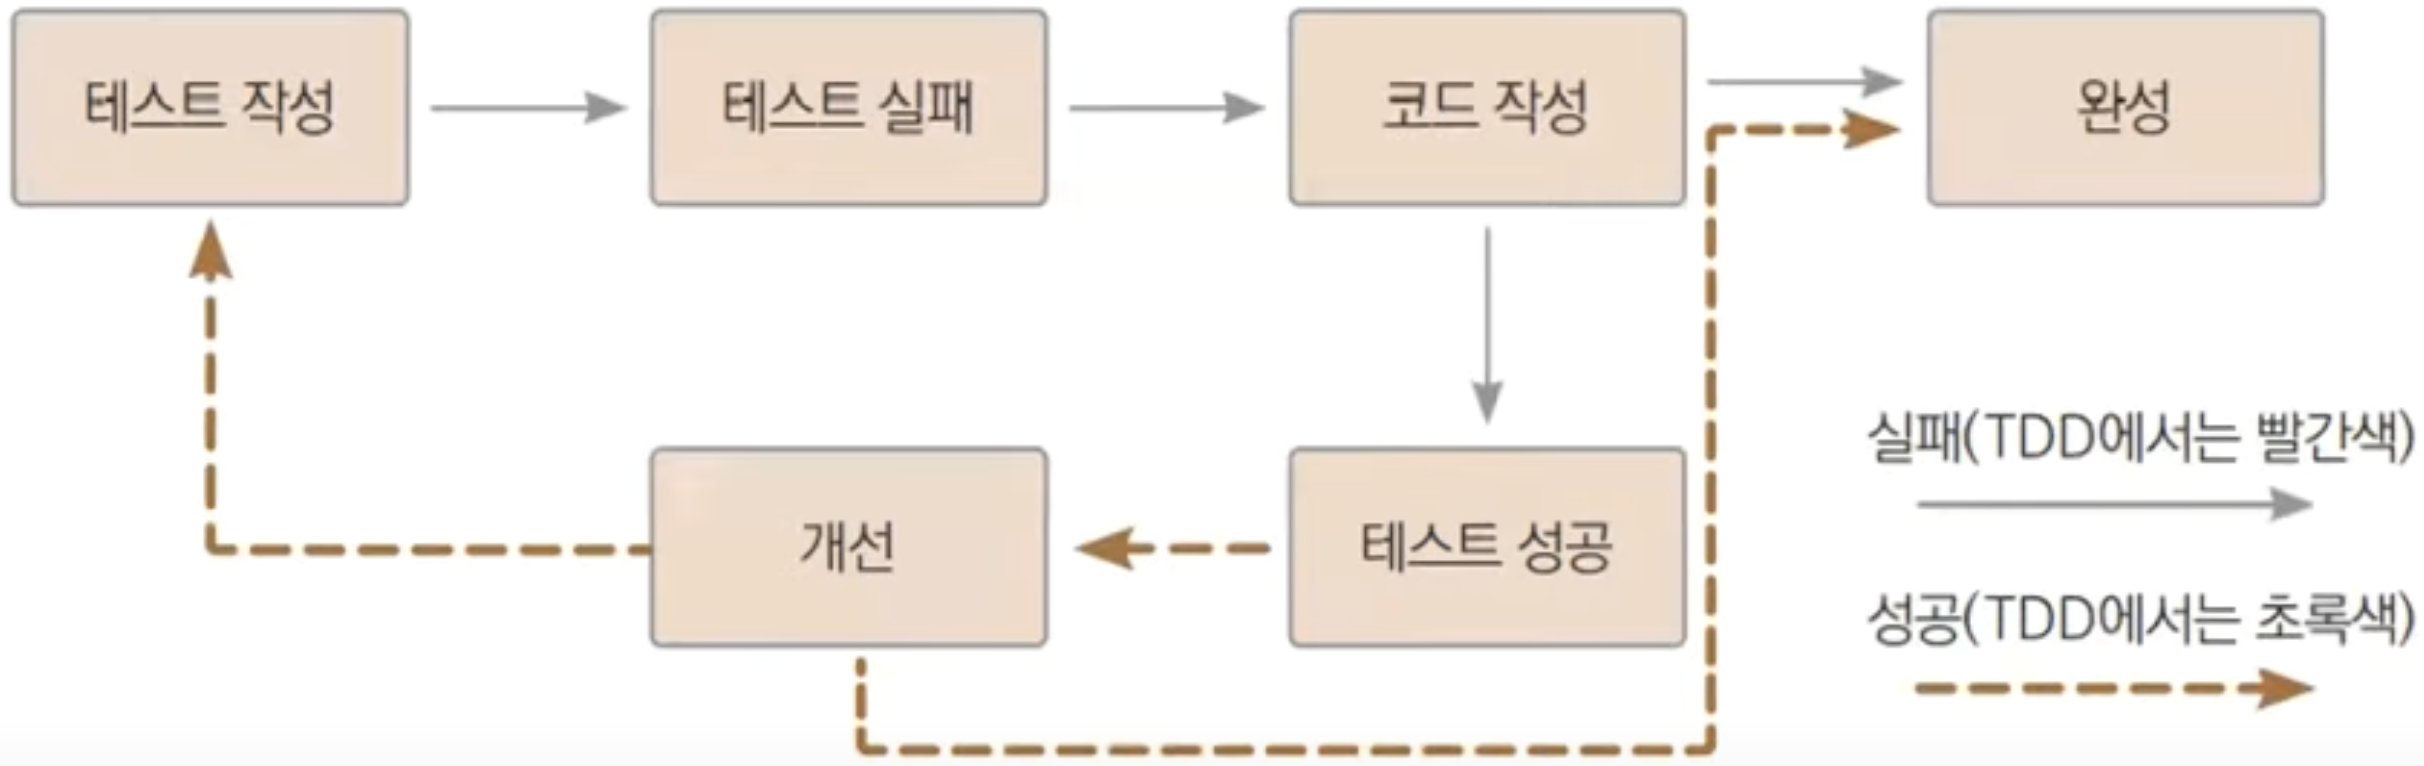 테스트 작성
테스트 실패
코드 작성
완성
개선
테스트 성공
실패(TDD에서는 빨간색)
성공(TDD에서는 초록색)